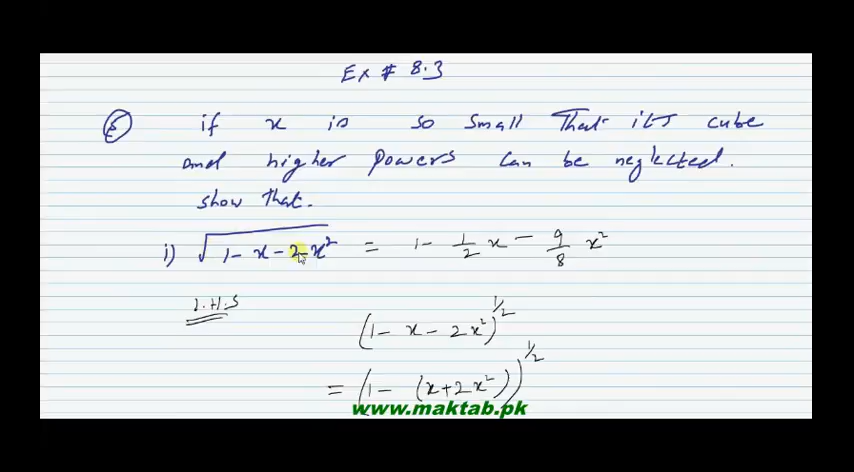 Ex # 8.3
if x is so small That its cube
and higher powers can be neglected.
show that.
i) √(1 - x - 2x²) = 1 - 1/2 x - 9/8 x²
L.H.S
(1 - x - 2x²)^1/2
= (1 - (x + 2x²))^1/2
www.maktab.pk